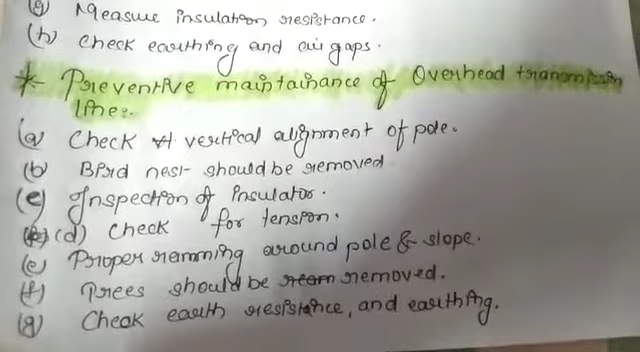 (g) Measure insulation resistance.
(h) Check earthing and air gaps.
* Preventive maintainance of Overhead transmission
lines.
(a) Check vertical alignment of pole.
(b) Bird nest should be removed
(c) Inspection of insulator.
(d) Check for tension.
(e) Proper ramming around pole & slope.
(f) Trees should be removed.
(g) Check earth resistance, and earthing.